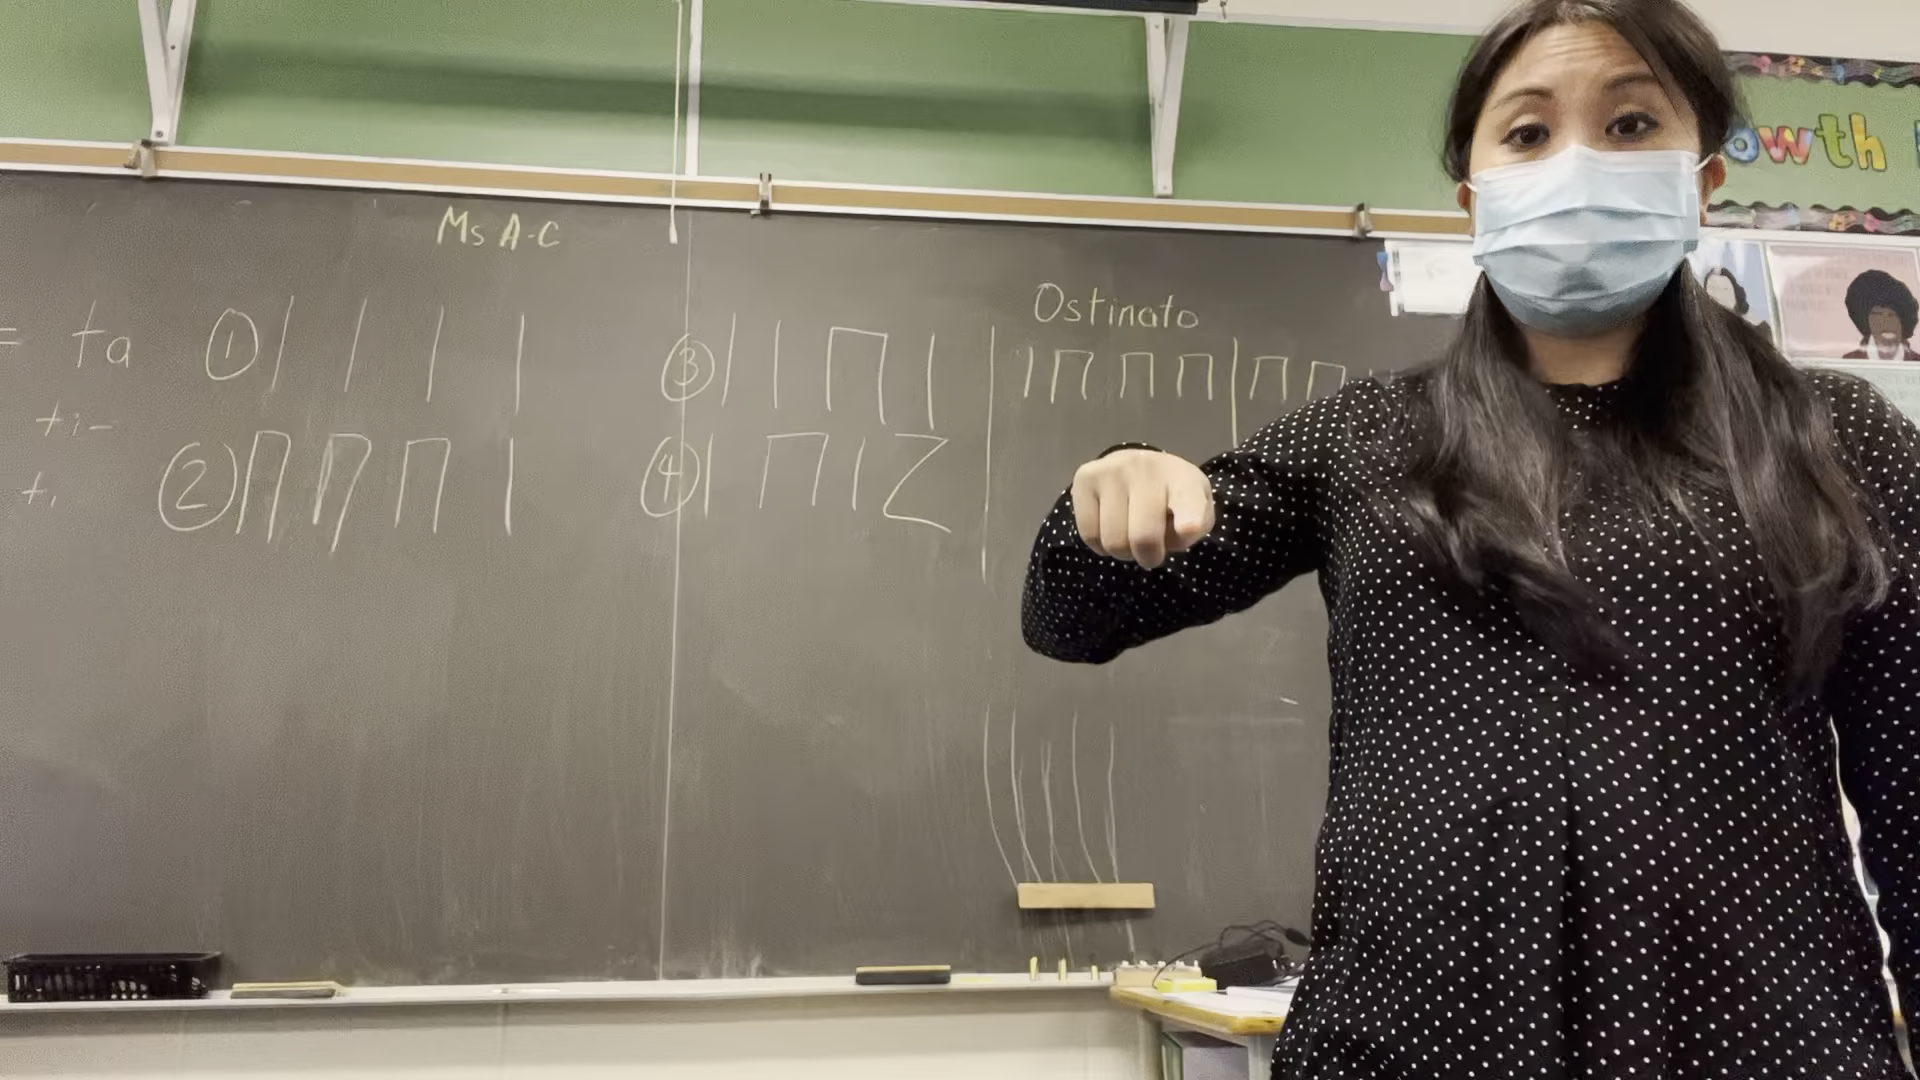 Ms A-C
Ostinato
= ta
①
③
ti-
ti
②
④
owth